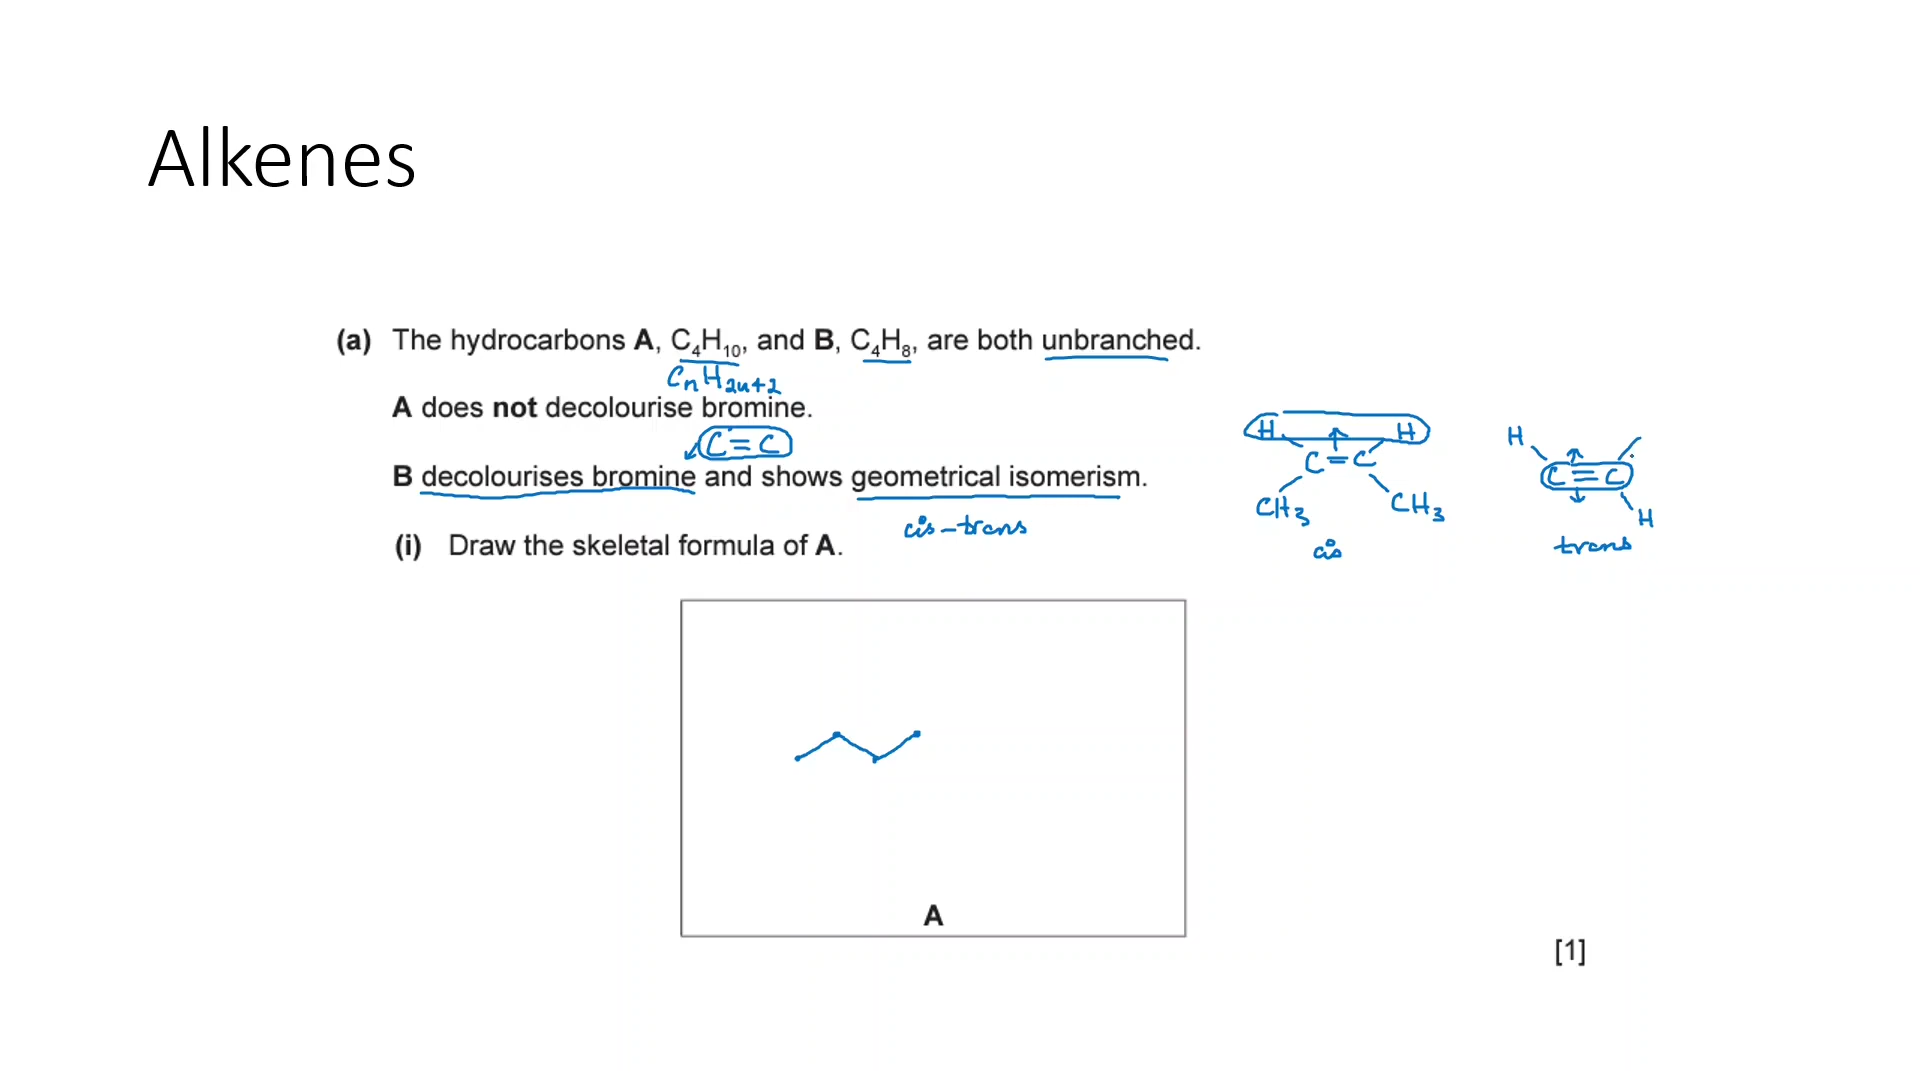 Alkenes
(a) The hydrocarbons A, C₄H₁₀, and B, C₄H₈, are both unbranched.
CₙH₂ₙ₊₂
A does not decolourise bromine.
C=C
B decolourises bromine and shows geometrical isomerism.
cis-trans
(i) Draw the skeletal formula of A.
H H
C=C
CH₃ CH₃
cis
H
C=C
H
trans
A
[1]